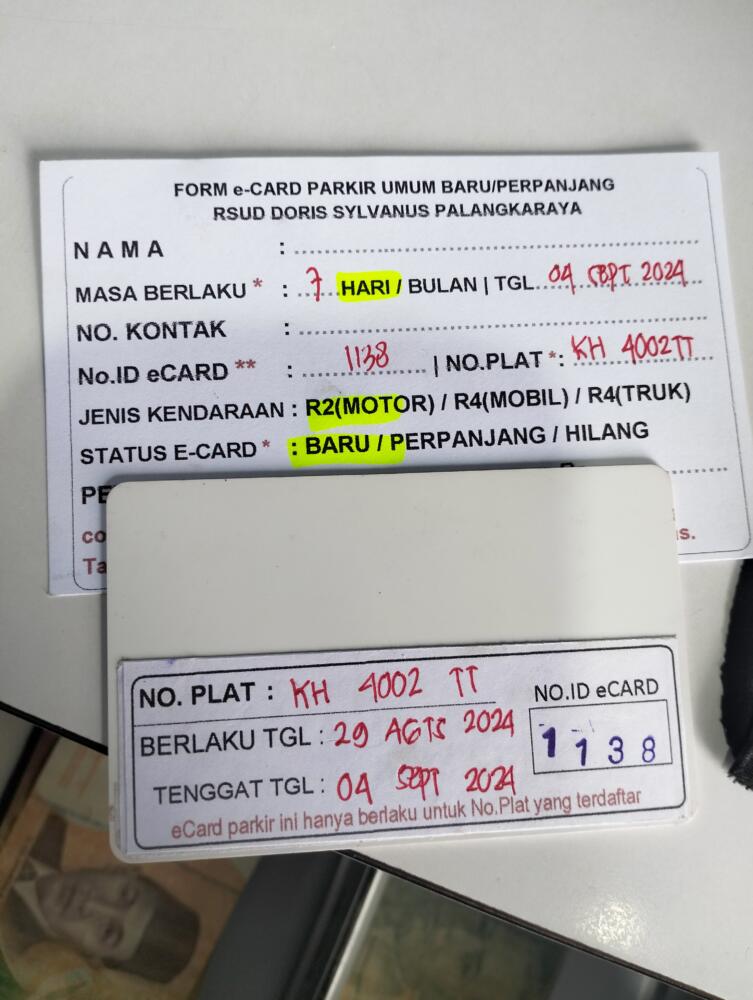 FORM e-CARD PARKIR UMUM BARU/PERPANJANG
RSUD DORIS SYLVANUS PALANGKARAYA
NAMA :
MASA BERLAKU * : 7 HARI / BULAN | TGL. 04 SEPT 2024
NO. KONTAK :
No.ID eCARD ** : 1138 | NO.PLAT *: KH 4002 TT
JENIS KENDARAAN : R2(MOTOR) / R4(MOBIL) / R4(TRUK)
STATUS E-CARD * : BARU / PERPANJANG / HILANG
NO. PLAT : KH 4002 TT
NO.ID eCARD
BERLAKU TGL : 29 AGTS 2024
1138
TENGGAT TGL : 04 SEPT 2024
eCard parkir ini hanya berlaku untuk No.Plat yang terdaftar